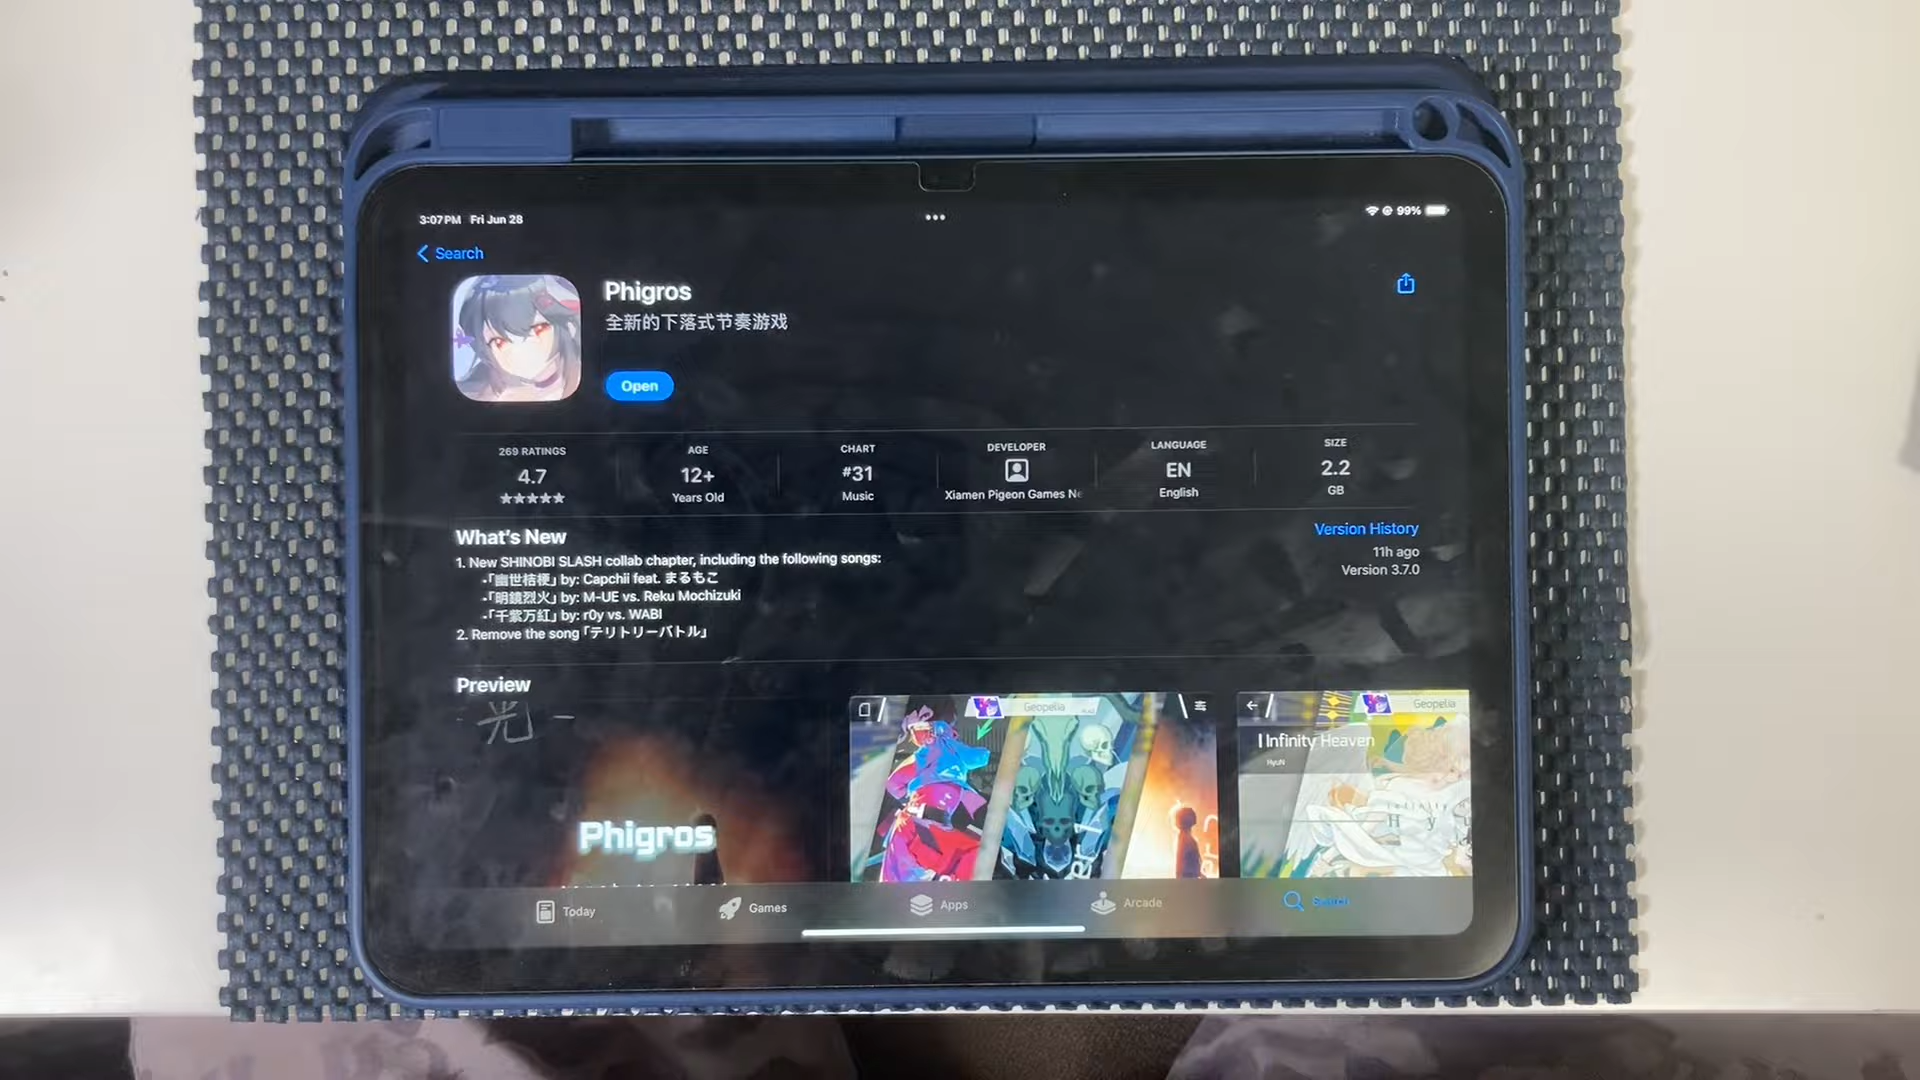 3:07PM Fri Jun 28
99%
Search
Phigros
全新的下落式节奏游戏
Open
269 RATINGS
4.7
AGE
12+
Years Old
CHART
#31
Music
DEVELOPER
Xiamen Pigeon Games Ne
LANGUAGE
EN
English
SIZE
2.2
GB
What's New
Version History
11h ago
Version 3.7.0
1. New SHINOBI SLASH collab chapter, including the following songs:
-「幽世桔梗」by: Capchii feat. まるもこ
-「明鏡烈火」by: M-UE vs. Reku Mochizuki
-「千紫万紅」by: r0y vs. WABI
2. Remove the song「テリトリーバトル」
Preview
光
Phigros
Geopelia
Geopelia
Infinity Heaven
HyuN
Today
Games
Apps
Arcade
Search